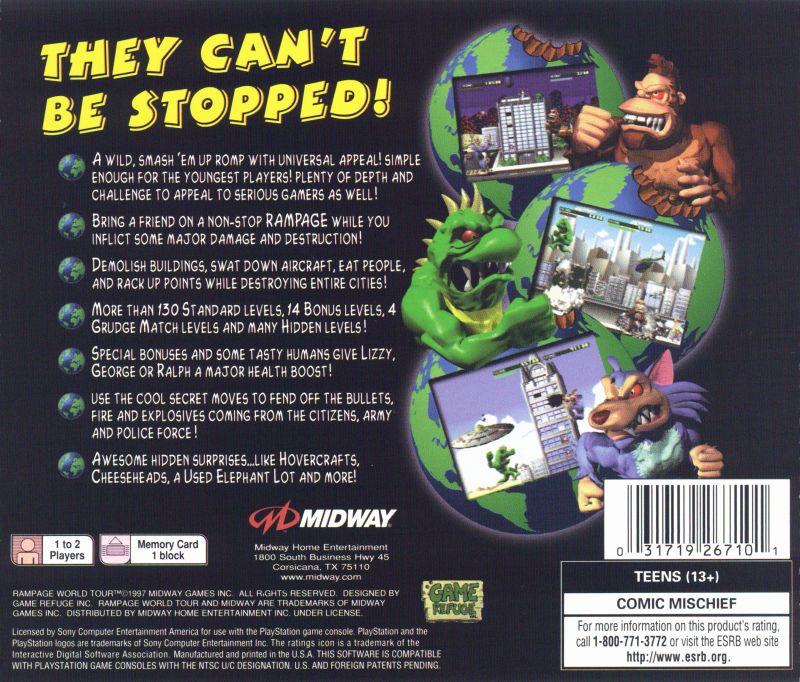 THEY CAN'T
BE STOPPED!
A WILD, SMASH 'EM UP ROMP WITH UNIVERSAL APPEAL! SIMPLE
ENOUGH FOR THE YOUNGEST PLAYERS! PLENTY OF DEPTH AND
CHALLENGE TO APPEAL TO SERIOUS GAMERS AS WELL!
BRING A FRIEND ON A NON-STOP RAMPAGE WHILE YOU
INFLICT SOME MAJOR DAMAGE AND DESTRUCTION!
DEMOLISH BUILDINGS, SWAT DOWN AIRCRAFT, EAT PEOPLE,
AND RACK UP POINTS WHILE DESTROYING ENTIRE CITIES!
MORE THAN 130 STANDARD LEVELS, 14 BONUS LEVELS, 4
GRUDGE MATCH LEVELS AND MANY HIDDEN LEVELS!
SPECIAL BONUSES AND SOME TASTY HUMANS GIVE LIZZY,
GEORGE OR RALPH A MAJOR HEALTH BOOST!
USE THE COOL SECRET MOVES TO FEND OFF THE BULLETS,
FIRE AND EXPLOSIVES COMING FROM THE CITIZENS, ARMY
AND POLICE FORCE!
AWESOME HIDDEN SURPRISES...LIKE HOVERCRAFTS,
CHEESEHEADS, A USED ELEPHANT LOT AND MORE!
1 to 2
Players
Memory Card
1 block
MIDWAY
Midway Home Entertainment
1800 South Business Hwy 45
Corsicana, TX 75110
www.midway.com
RAMPAGE WORLD TOUR™©1997 MIDWAY GAMES INC. ALL RIGHTS RESERVED. DESIGNED BY
GAME REFUGE INC. RAMPAGE WORLD TOUR AND MIDWAY ARE TRADEMARKS OF MIDWAY
GAMES INC. DISTRIBUTED BY MIDWAY HOME ENTERTAINMENT INC. UNDER LICENSE.
GAME
REFUGE
Licensed by Sony Computer Entertainment America for use with the PlayStation game console. PlayStation and the
PlayStation logos are trademarks of Sony Computer Entertainment Inc. The ratings icon is a trademark of the
Interactive Digital Software Association. Manufactured and printed in the U.S.A. THIS SOFTWARE IS COMPATIBLE
WITH PLAYSTATION GAME CONSOLES WITH THE NTSC U/C DESIGNATION. U.S. AND FOREIGN PATENTS PENDING.
0 31719 26710 1
TEENS (13+)
COMIC MISCHIEF
For more information on this product's rating,
call 1-800-771-3772 or visit the ESRB web site
http://www.esrb.org.